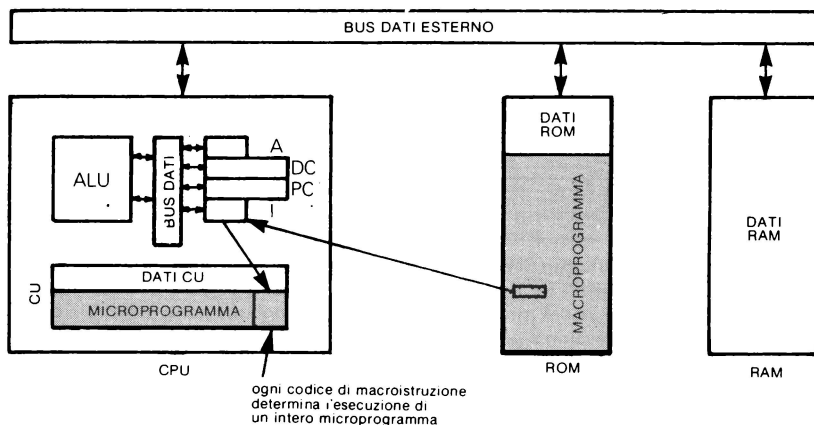 BUS DATI ESTERNO
ALU
BUS DATI
A
DC
PC
I
DATI CU
CU
MICROPROGRAMMA
CPU
DATI
ROM
MACROPROGRAMMA
ROM
DATI
RAM
RAM
ogni codice di macroistruzione
determina l'esecuzione di
un intero microprogramma